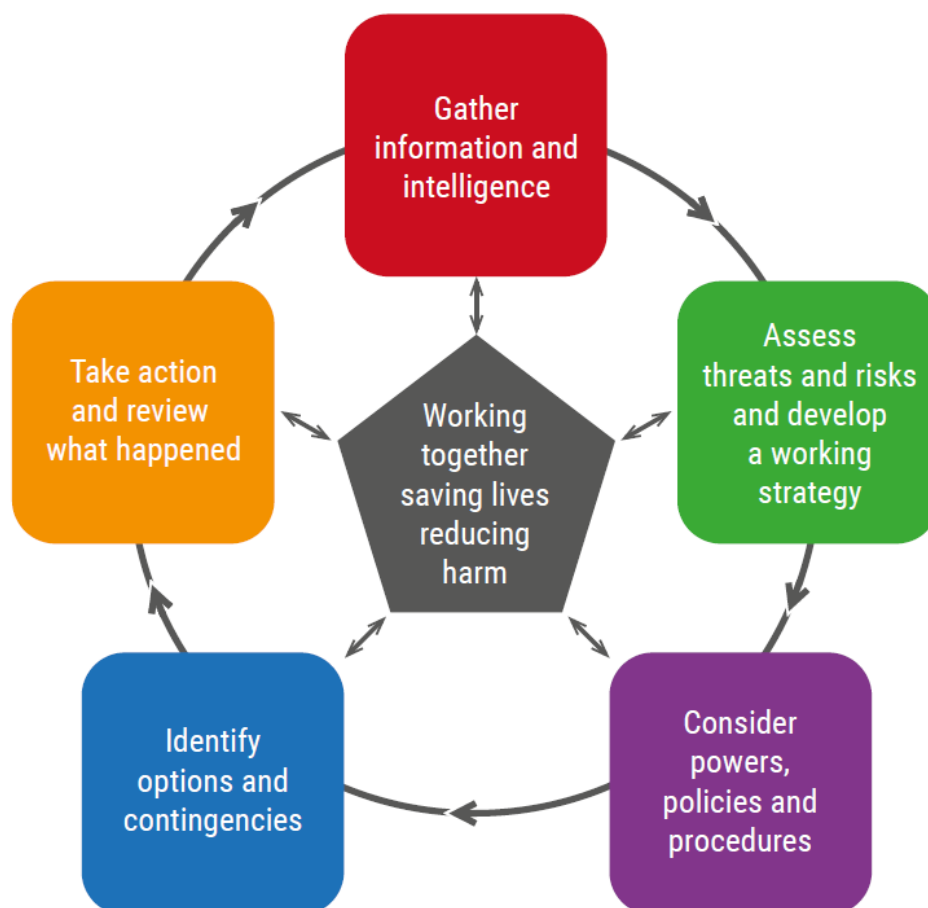 Gather
information and
intelligence
Assess
threats and risks
and develop
a working
strategy
Consider
powers,
policies and
procedures
Identify
options and
contingencies
Take action
and review
what happened
Working
together
saving lives
reducing
harm